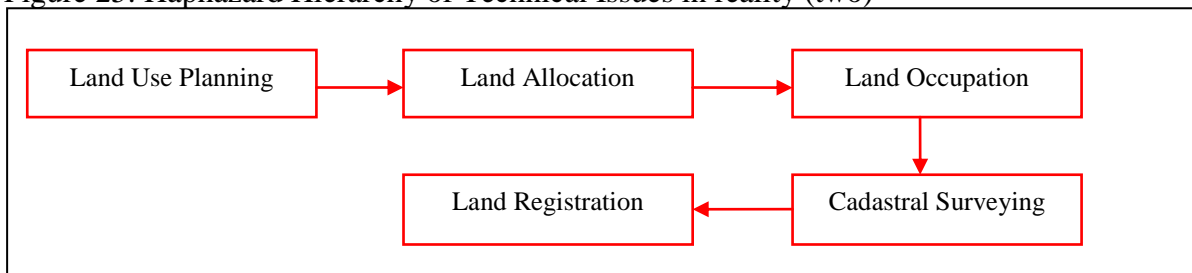 Figure Haphazard Hierarchy of Technical Issues in reality (two)
Land Use Planning
Land Allocation
Land Occupation
Cadastral Surveying
Land Registration